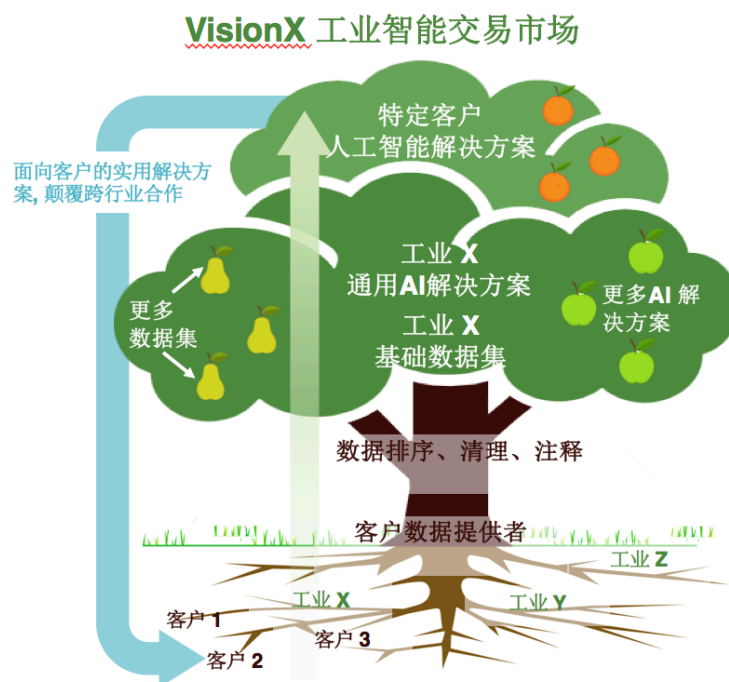 VisionX 工业智能交易市场
特定客户
人工智能解决方案
面向客户的实用解决方
案, 颠覆跨行业合作
工业 X
通用AI解决方案
工业 X
基础数据集
更多
数据集
更多AI 解
决方案
数据排序、清理、注释
客户数据提供者
工业 Z
工业 X
工业 Y
客户 1
客户 3
客户 2